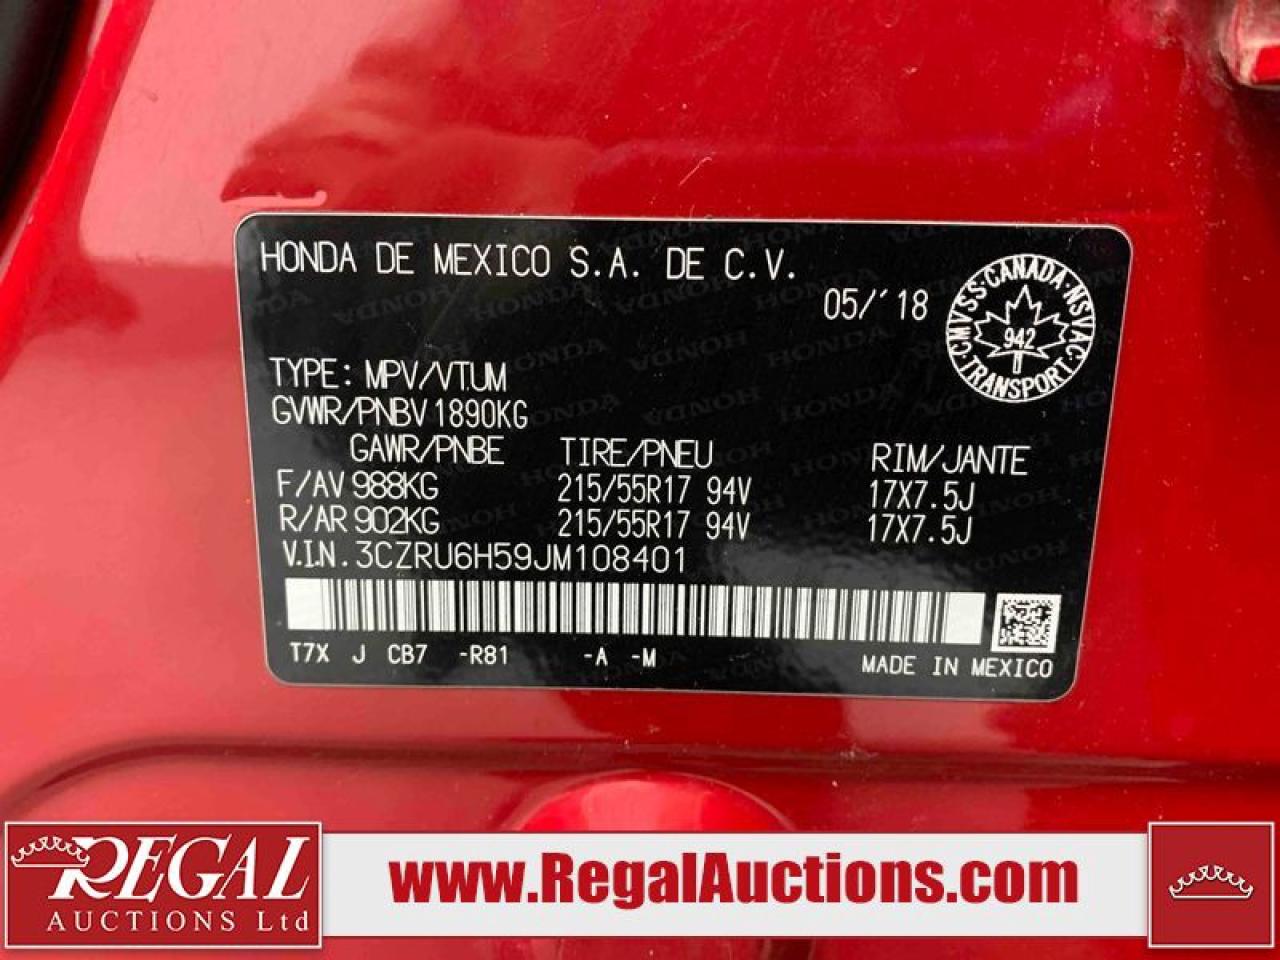 HONDA DE MEXICO S.A. DE C.V.
05/'18
CMVSS · CANADA · NSVAC · TRANSPORT ·
942
TYPE: MPV/VTUM
GVWR/PNBV 1890KG
GAWR/PNBE TIRE/PNEU RIM/JANTE
F/AV 988KG 215/55R17 94V 17X7.5J
R/AR 902KG 215/55R17 94V 17X7.5J
V.I.N. 3CZRU6H59JM108401
T7X J CB7 -R81 -A -M
MADE IN MEXICO
REGAL
AUCTIONS Ltd
www.RegalAuctions.com